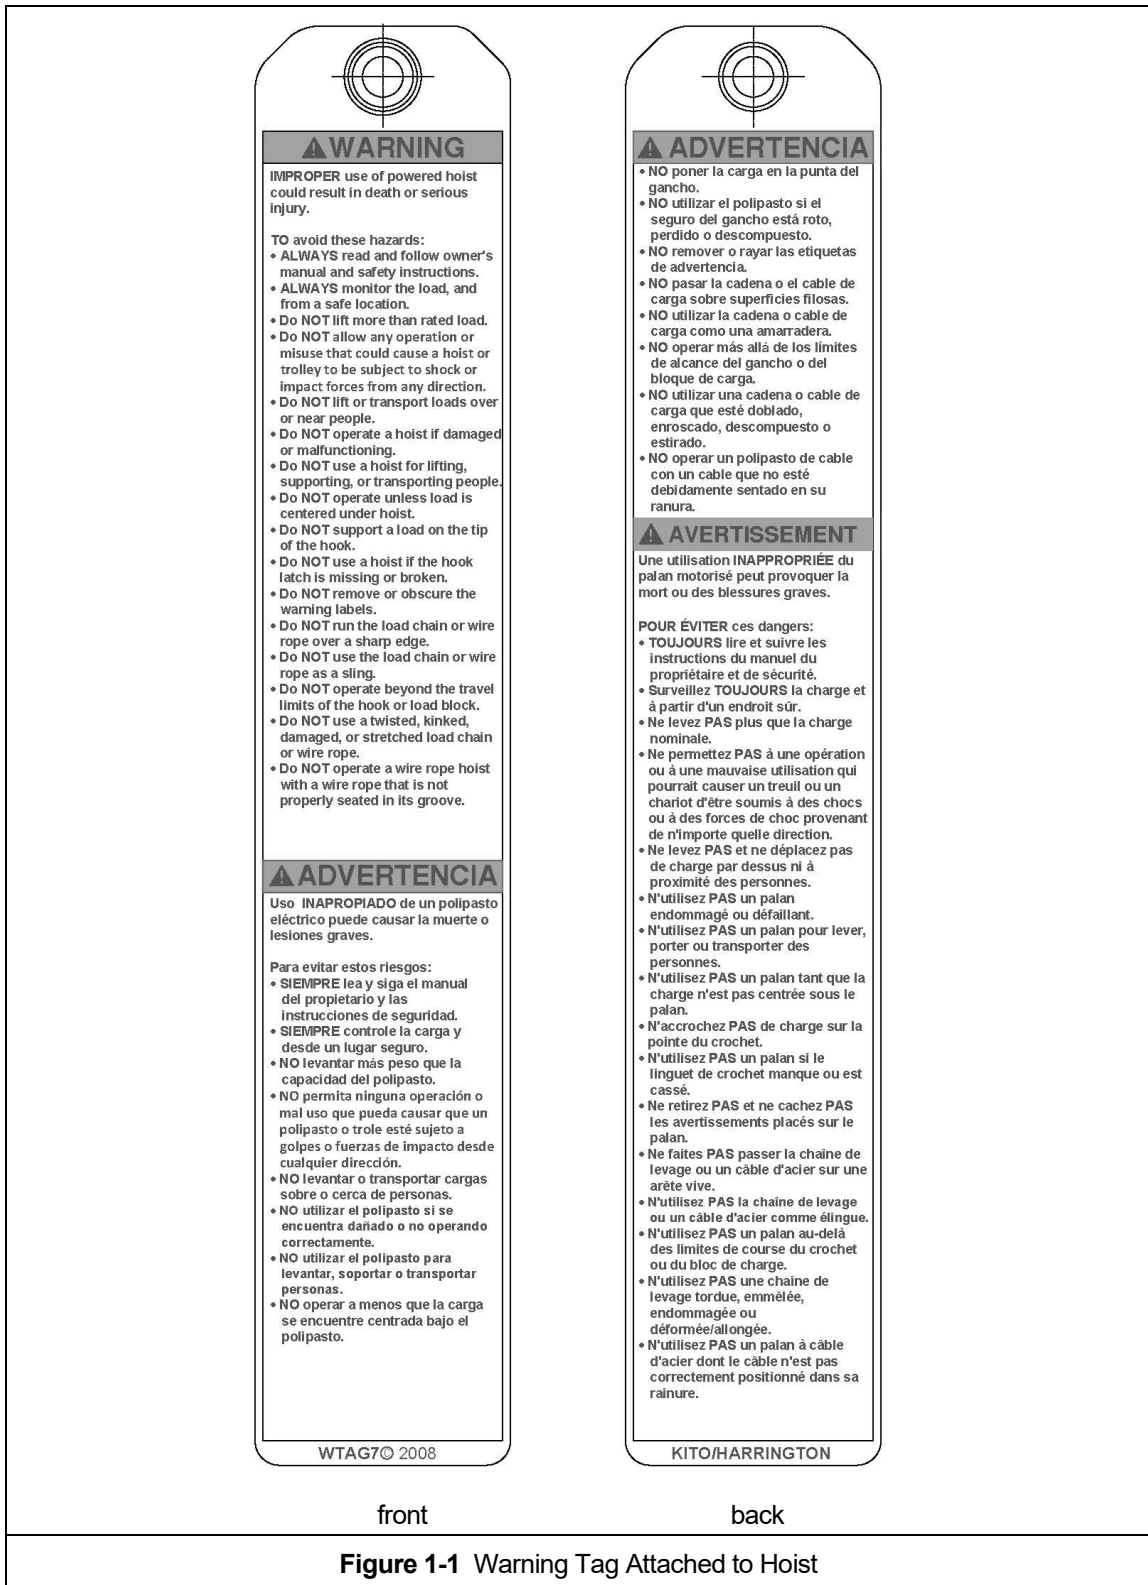 WARNING
IMPROPER use of powered hoist
could result in death or serious
injury.
TO avoid these hazards:
• ALWAYS read and follow owner's
manual and safety instructions.
• ALWAYS monitor the load, and
from a safe location.
• Do NOT lift more than rated load.
• Do NOT allow any operation or
misuse that could cause a hoist or
trolley to be subject to shock or
impact forces from any direction.
• Do NOT lift or transport loads over
or near people.
• Do NOT operate a hoist if damaged
or malfunctioning.
• Do NOT use a hoist for lifting,
supporting, or transporting people.
• Do NOT operate unless load is
centered under hoist.
• Do NOT support a load on the tip
of the hook.
• Do NOT use a hoist if the hook
latch is missing or broken.
• Do NOT remove or obscure the
warning labels.
• Do NOT run the load chain or wire
rope over a sharp edge.
• Do NOT use the load chain or wire
rope as a sling.
• Do NOT operate beyond the travel
limits of the hook or load block.
• Do NOT use a twisted, kinked,
damaged, or stretched load chain
or wire rope.
• Do NOT operate a wire rope hoist
with a wire rope that is not
properly seated in its groove.
ADVERTENCIA
Uso INAPROPIADO de un polipasto
eléctrico puede causar la muerte o
lesiones graves.
Para evitar estos riesgos:
• SIEMPRE lea y siga el manual
del propietario y las
instrucciones de seguridad.
• SIEMPRE controle la carga y
desde un lugar seguro.
• NO levantar más peso que la
capacidad del polipasto.
• NO permita ninguna operación o
mal uso que pueda causar que un
polipasto o trole esté sujeto a
golpes o fuerzas de impacto desde
cualquier dirección.
• NO levantar o transportar cargas
sobre o cerca de personas.
• NO utilizar el polipasto si se
encuentra dañado o no operando
correctamente.
• NO utilizar el polipasto para
levantar, soportar o transportar
personas.
• NO operar a menos que la carga
se encuentre centrada bajo el
polipasto.
WTAG7© 2008
front
ADVERTENCIA
• NO poner la carga en la punta del
gancho.
• NO utilizar el polipasto si el
seguro del gancho está roto,
perdido o descompuesto.
• NO remover o rayar las etiquetas
de advertencia.
• NO pasar la cadena o el cable de
carga sobre superficies filosas.
• NO utilizar la cadena o cable de
carga como una amarradera.
• NO operar más allá de los límites
de alcance del gancho o del
bloque de carga.
• NO utilizar una cadena o cable de
carga que esté doblado,
enroscado, descompuesto o
estirado.
• NO operar un polipasto de cable
con un cable que no esté
debidamente sentado en su
ranura.
AVERTISSEMENT
Une utilisation INAPPROPRIÉE du
palan motorisé peut provoquer la
mort ou des blessures graves.
POUR ÉVITER ces dangers:
• TOUJOURS lire et suivre les
instructions du manuel du
propriétaire et de sécurité.
• Surveillez TOUJOURS la charge et
à partir d'un endroit sûr.
• Ne levez PAS plus que la charge
nominale.
• Ne permettez PAS à une opération
ou à une mauvaise utilisation qui
pourrait causer un treuil ou un
chariot d'être soumis à des chocs
ou à des forces de choc provenant
de n'importe quelle direction.
• Ne levez PAS et ne déplacez pas
de charge par dessus ni à
proximité des personnes.
• N'utilisez PAS un palan
endommagé ou défaillant.
• N'utilisez PAS un palan pour lever,
porter ou transporter des
personnes.
• N'utilisez PAS un palan tant que la
charge n'est pas centrée sous le
palan.
• N'accrochez PAS de charge sur la
pointe du crochet.
• N'utilisez PAS un palan si le
linguet de crochet manque ou est
cassé.
• Ne retirez PAS et ne cachez PAS
les avertissements placés sur le
palan.
• Ne faites PAS passer la chaîne de
levage ou un câble d'acier sur une
arête vive.
• N'utilisez PAS la chaîne de levage
ou un câble d'acier comme élingue.
• N'utilisez PAS un palan au-delà
des limites de course du crochet
ou du bloc de charge.
• N'utilisez PAS une chaîne de
levage tordue, emmêlée,
endommagée ou
déformée/allongée.
• N'utilisez PAS un palan à câble
d'acier dont le câble n'est pas
correctement positionné dans sa
rainure.
KITO/HARRINGTON
back
Figure 1-1 Warning Tag Attached to Hoist